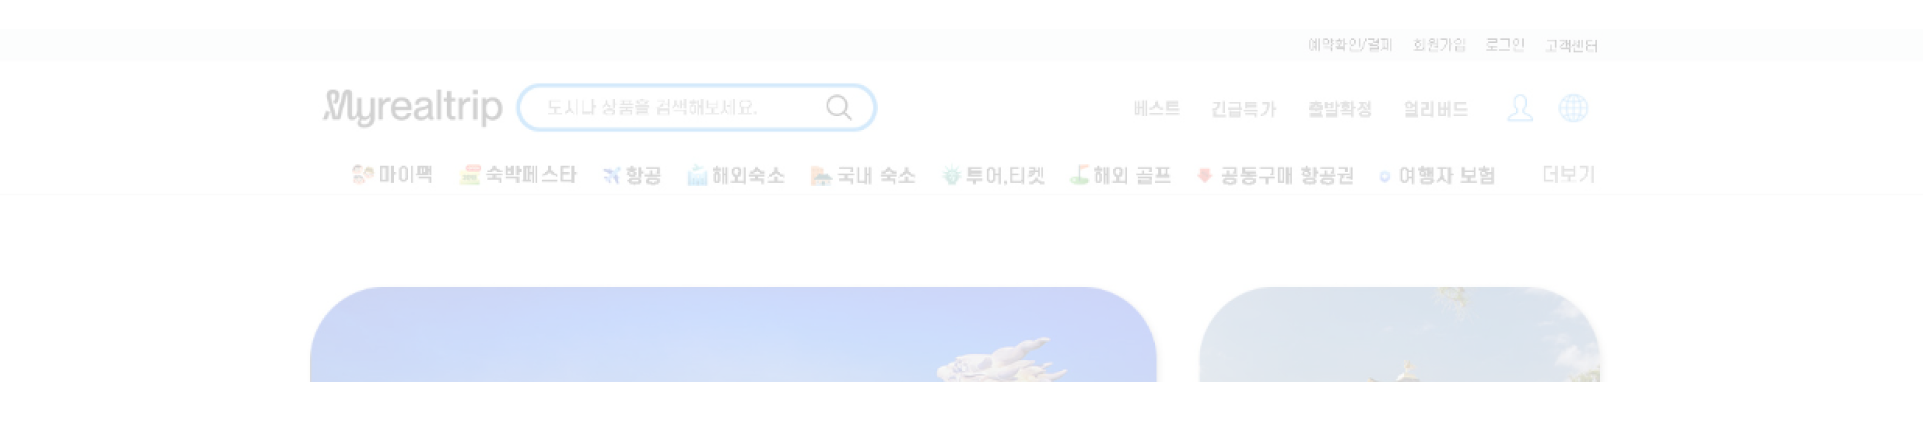 예약확인/결제 회원가입 로그인 고객센터
Myrealtrip 도시나 상품을 검색해보세요. 베스트 긴급특가 출발확정 얼리버드
마이팩 숙박페스타 항공 해외숙소 국내 숙소 투어,티켓 해외 골프 공동구매 항공권 여행자 보험 더보기